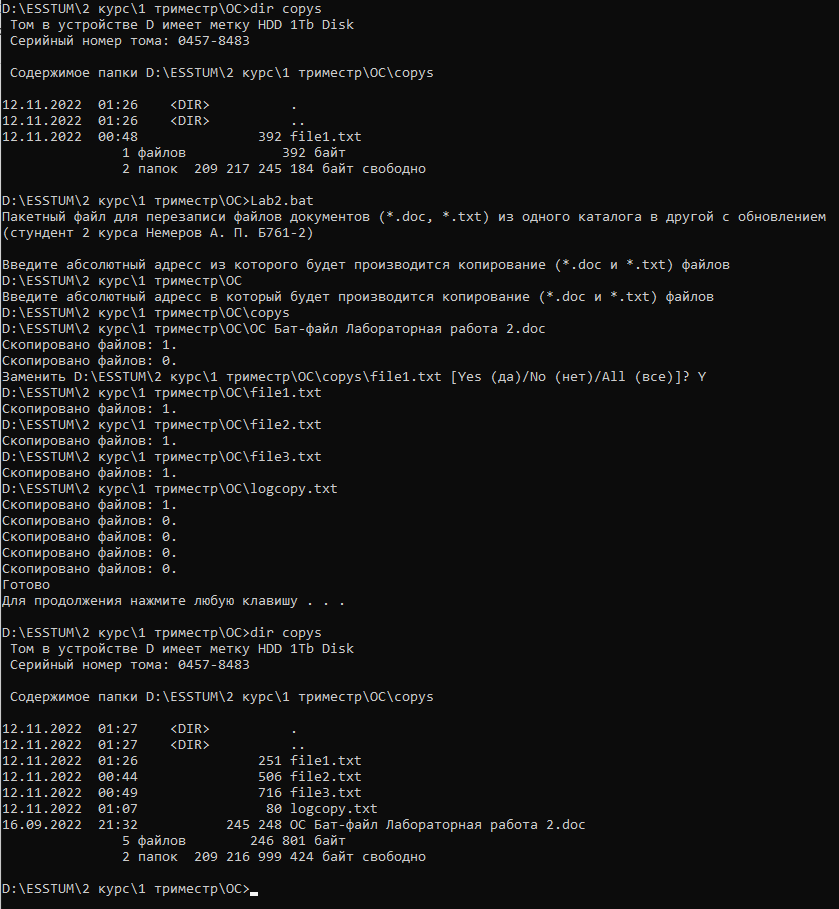 D:\ESSTUM\2 курс\1 триместр\ОС>dir copys
Том в устройстве D имеет метку HDD 1Tb Disk
Серийный номер тома: 0457-8483
Содержимое папки D:\ESSTUM\2 курс\1 триместр\ОС\copys
12.11.2022  01:26    <DIR>          .
12.11.2022  01:26    <DIR>          ..
12.11.2022  00:48               392 file1.txt
1 файлов            392 байт
2 папок  209 217 245 184 байт свободно
D:\ESSTUM\2 курс\1 триместр\ОС>Lab2.bat
Пакетный файл для перезаписи файлов документов (*.doc, *.txt) из одного каталога в другой с обновлением
(стундент 2 курса Немеров А. П. Б761-2)
Введите абсолютный адресс из которого будет производится копирование (*.doc и *.txt) файлов
D:\ESSTUM\2 курс\1 триместр\ОС
Введите абсолютный адресс в который будет производится копирование (*.doc и *.txt) файлов
D:\ESSTUM\2 курс\1 триместр\ОС\copys
D:\ESSTUM\2 курс\1 триместр\ОС\ОС Бат-файл Лабораторная работа 2.doc
Скопировано файлов: 1.
Скопировано файлов: 0.
Заменить D:\ESSTUM\2 курс\1 триместр\ОС\copys\file1.txt [Yes (да)/No (нет)/All (все)]? Y
D:\ESSTUM\2 курс\1 триместр\ОС\file1.txt
Скопировано файлов: 1.
D:\ESSTUM\2 курс\1 триместр\ОС\file2.txt
Скопировано файлов: 1.
D:\ESSTUM\2 курс\1 триместр\ОС\file3.txt
Скопировано файлов: 1.
D:\ESSTUM\2 курс\1 триместр\ОС\logcopy.txt
Скопировано файлов: 1.
Скопировано файлов: 0.
Скопировано файлов: 0.
Скопировано файлов: 0.
Скопировано файлов: 0.
Готово
Для продолжения нажмите любую клавишу . . .
D:\ESSTUM\2 курс\1 триместр\ОС>dir copys
Том в устройстве D имеет метку HDD 1Tb Disk
Серийный номер тома: 0457-8483
Содержимое папки D:\ESSTUM\2 курс\1 триместр\ОС\copys
12.11.2022  01:27    <DIR>          .
12.11.2022  01:27    <DIR>          ..
12.11.2022  01:26               251 file1.txt
12.11.2022  00:44               506 file2.txt
12.11.2022  00:49               716 file3.txt
12.11.2022  01:07                80 logcopy.txt
16.09.2022  21:32           245 248 ОС Бат-файл Лабораторная работа 2.doc
5 файлов        246 801 байт
2 папок  209 216 999 424 байт свободно
D:\ESSTUM\2 курс\1 триместр\ОС>